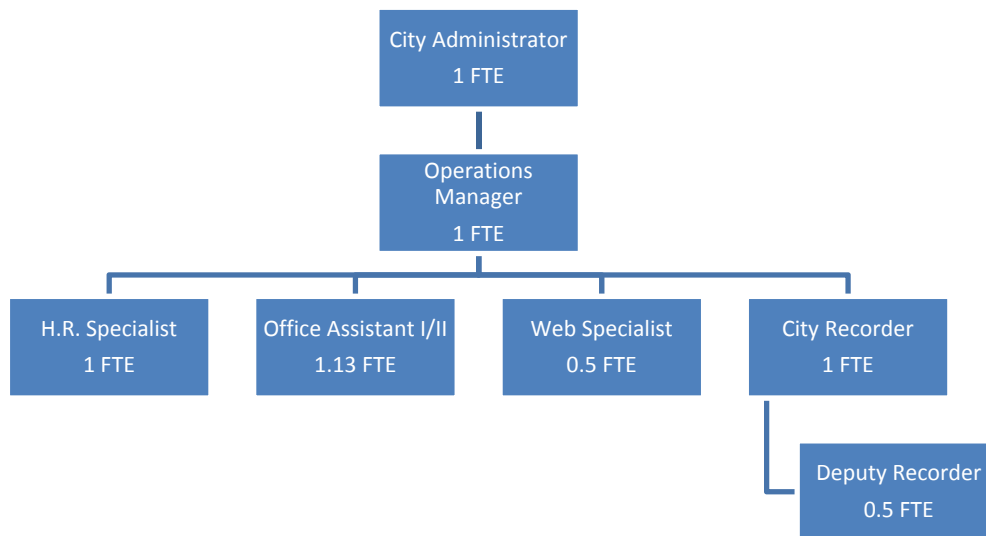 City Administrator
1 FTE
Operations
Manager
1 FTE
H.R. Specialist
1 FTE
Office Assistant I/II
1.13 FTE
Web Specialist
0.5 FTE
City Recorder
1 FTE
Deputy Recorder
0.5 FTE